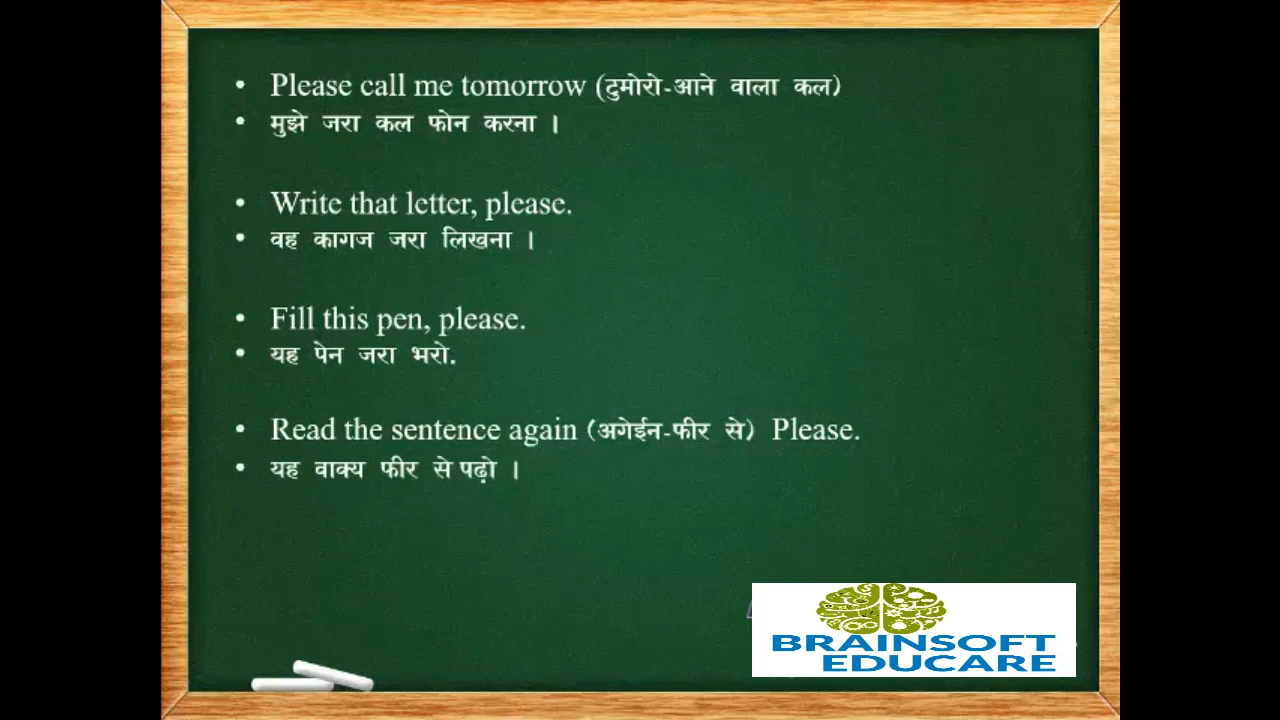 • Please call me tomorrow (टुमोरो-आने वाला कल)
• मुझे जरा कल फोन करना ।
• Write that letter, please.
• वह कागज जरा लिखना ।
• Fill this pen, please.
• यह पेन जरा भरो.
• Read the sentence again (अगेईन-फीर से) Please.
• यह वाक्य फीर से पढ़ो ।
BRAINSOFT
EDUCARE